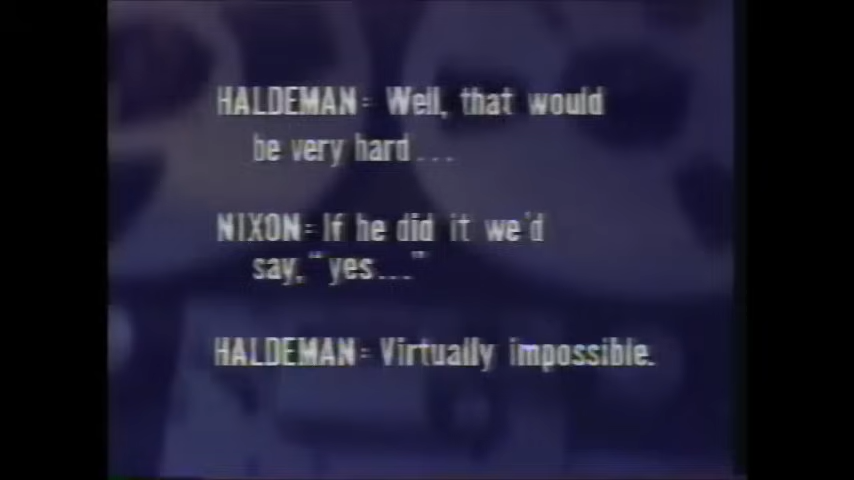 HALDEMAN: Well, that would
be very hard...
NIXON: If he did it we'd
say, "yes..."
HALDEMAN: Virtually impossible.